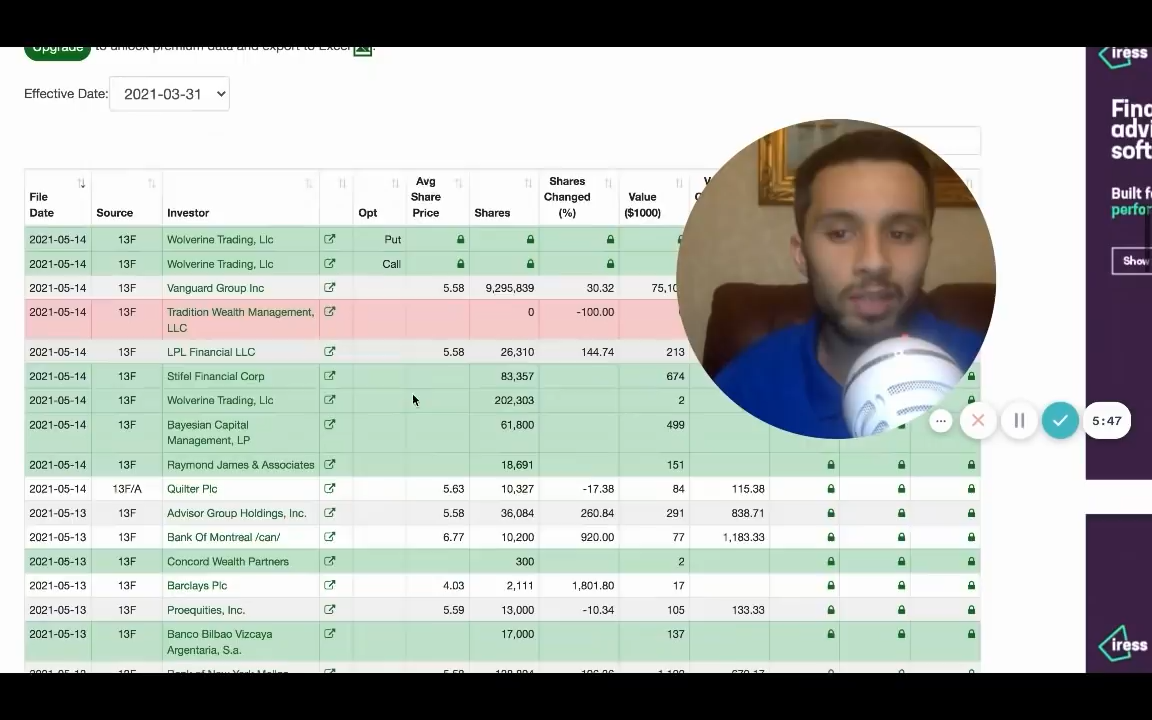 Upgrade to unlock premium data and export to Excel
iress
Effective Date: 2021-03-31
File Date Source Investor Opt Avg Share Price Shares Shares Changed (%) Value ($1000)
2021-05-14 13F Wolverine Trading, Llc Put
2021-05-14 13F Wolverine Trading, Llc Call
2021-05-14 13F Vanguard Group Inc 5.58 9,295,839 30.32
2021-05-14 13F Tradition Wealth Management, LLC 0 -100.00
2021-05-14 13F LPL Financial LLC 5.58 26,310 144.74 213
2021-05-14 13F Stifel Financial Corp 83,357 674
2021-05-14 13F Wolverine Trading, Llc 202,303 2
2021-05-14 13F Bayesian Capital Management, LP 61,800 499
2021-05-14 13F Raymond James & Associates 18,691 151
2021-05-14 13F/A Quilter Plc 5.63 10,327 -17.38 84 115.38
2021-05-13 13F Advisor Group Holdings, Inc. 5.58 36,084 260.84 291 838.71
2021-05-13 13F Bank Of Montreal /can/ 6.77 10,200 920.00 77 1,183.33
2021-05-13 13F Concord Wealth Partners 300 2
2021-05-13 13F Barclays Plc 4.03 2,111 1,801.80 17
2021-05-13 13F Proequities, Inc. 5.59 13,000 -10.34 105 133.33
2021-05-13 13F Banco Bilbao Vizcaya Argentaria, S.a. 17,000 137
5:47
Built
Show
iress